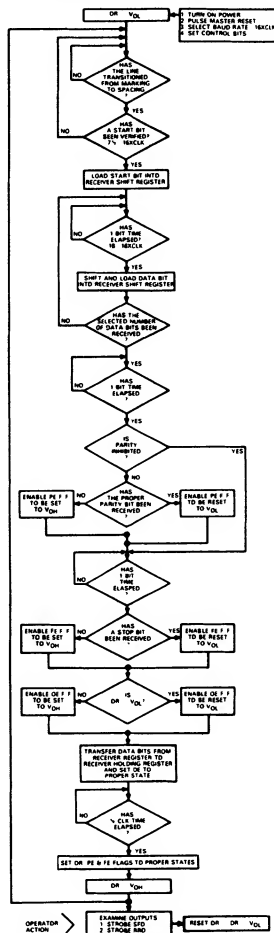 DR V_OL
1 TURN ON POWER
2 PULSE MASTER RESET
3 SELECT BAUD RATE 16XCLK
4 SET CONTROL BITS
HAS
THE LINE
TRANSITIONED
FROM MARKING
TO SPACING
?
NO
YES
HAS
A START BIT
BEEN VERIFIED?
7½ 16XCLK
NO
YES
LOAD START BIT INTO
RECEIVER SHIFT REGISTER
HAS
1 BIT TIME
ELAPSED?
16 16XCLK
NO
YES
SHIFT AND LOAD DATA BIT
INTO RECEIVER SHIFT REGISTER
HAS THE
SELECTED NUMBER
OF DATA BITS BEEN
RECEIVED
?
NO
YES
HAS
1 BIT TIME
ELAPSED
?
NO
YES
IS
PARITY
INHIBITED
?
YES
NO
ENABLE PE F F
TO BE SET
TO V_OH
NO
HAS
THE PROPER
PARITY BIT BEEN
RECEIVED
?
YES
ENABLE PE F F
TO BE RESET
TO V_OL
HAS
1 BIT
TIME
ELASPED
?
NO
YES
ENABLE FE F F
TO BE SET
TO V_OH
NO
HAS
A STOP BIT
BEEN RECEIVED
?
YES
ENABLE FE F F
TO BE RESET
TO V_OL
ENABLE OE F F
TO BE SET
TO V_OH
NO
IS
DR V_OL?
YES
ENABLE OE F F
TO BE RESET
TO V_OL
TRANSFER DATA BITS FROM
RECEIVER REGISTER TO
RECEIVER HOLDING REGISTER
AND SET OE TO
PROPER STATE
HAS
½ CLK TIME
ELAPSED
?
NO
YES
SET OR PE & FE FLAGS TO PROPER STATES
DR V_OH
OPERATOR
ACTION
EXAMINE OUTPUTS
1 STROBE SFD
2 STROBE RRD
RESET DR DR V_OL